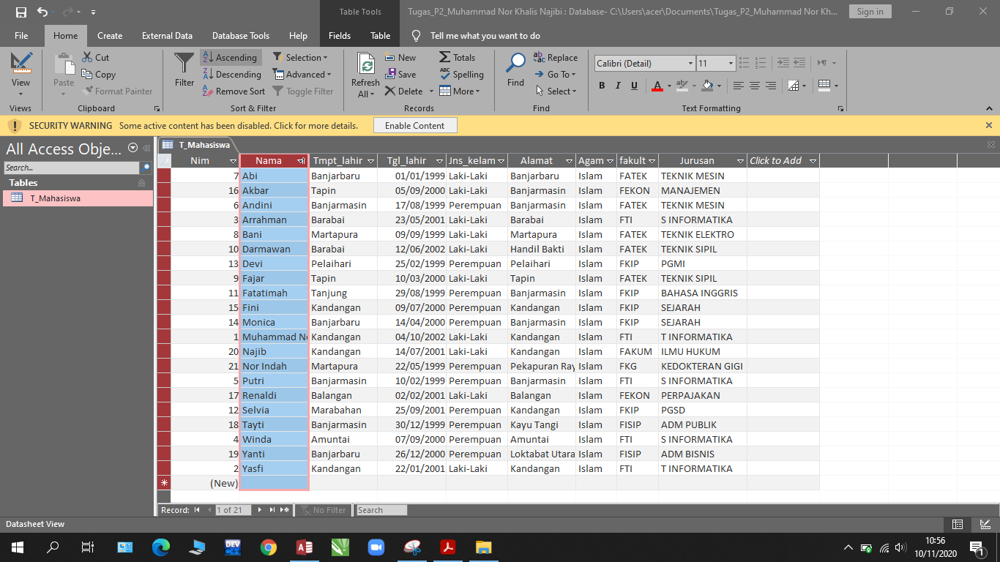 Table Tools
Tugas_P2_Muhammad Nor Khalis Najibi : Database- C:\Users\acer\Documents\Tugas_P2_Muhammad Nor Kh...
Sign in
File Home Create External Data Database Tools Help Fields Table Tell me what you want to do
View
Views
Paste
Cut
Copy
Format Painter
Clipboard
Filter
Ascending
Descending
Remove Sort
Selection
Advanced
Toggle Filter
Sort & Filter
Refresh
All
New
Save
Delete
Totals
Spelling
More
Records
Find
Replace
Go To
Select
Find
Calibri (Detail) 11
B I U A
Text Formatting
SECURITY WARNING Some active content has been disabled. Click for more details. Enable Content
All Access Obje...
Search...
Tables
T_Mahasiswa
T_Mahasiswa
Nim Nama Tmpt_lahir Tgl_lahir Jns_kelam Alamat Agam fakult Jurusan Click to Add
7 Abi Banjarbaru 01/01/1999 Laki-Laki Banjarbaru Islam FATEK TEKNIK MESIN
16 Akbar Tapin 05/09/2000 Laki-Laki Banjarmasin Islam FEKON MANAJEMEN
6 Andini Banjarmasin 17/08/1999 Perempuan Banjarmasin Islam FATEK TEKNIK MESIN
3 Arrahman Barabai 23/05/2001 Laki-Laki Barabai Islam FTI S INFORMATIKA
8 Bani Martapura 09/09/1999 Laki-Laki Martapura Islam FATEK TEKNIK ELEKTRO
10 Darmawan Barabai 12/06/2002 Laki-Laki Handil Bakti Islam FATEK TEKNIK SIPIL
13 Devi Pelaihari 25/02/1999 Perempuan Pelaihari Islam FKIP PGMI
9 Fajar Tapin 10/03/2000 Laki-Laki Tapin Islam FATEK TEKNIK SIPIL
11 Fatatimah Tanjung 29/08/1999 Perempuan Banjarmasin Islam FKIP BAHASA INGGRIS
15 Fini Kandangan 09/07/2000 Perempuan Kandangan Islam FKIP SEJARAH
14 Monica Banjarbaru 14/04/2000 Perempuan Banjarmasin Islam FKIP SEJARAH
1 Muhammad No Kandangan 04/10/2002 Laki-Laki Kandangan Islam FTI T INFORMATIKA
20 Najib Kandangan 14/07/2001 Laki-Laki Kandangan Islam FAKUM ILMU HUKUM
21 Nor Indah Martapura 22/05/1999 Perempuan Pekapuran Ray Islam FKG KEDOKTERAN GIGI
5 Putri Banjarmasin 10/02/1999 Perempuan Banjarmasin Islam FTI S INFORMATIKA
17 Renaldi Balangan 02/02/2001 Laki-Laki Balangan Islam FEKON PERPAJAKAN
12 Selvia Marabahan 25/09/2001 Perempuan Kandangan Islam FKIP PGSD
18 Tayti Banjarmasin 30/12/1999 Perempuan Kayu Tangi Islam FISIP ADM PUBLIK
4 Winda Amuntai 07/09/2000 Perempuan Amuntai Islam FTI S INFORMATIKA
19 Yanti Banjarbaru 26/12/2000 Perempuan Loktabat Utara Islam FISIP ADM BISNIS
2 Yasfi Kandangan 22/01/2001 Laki-Laki Kandangan Islam FTI T INFORMATIKA
(New)
Record: 1 of 21 No Filter Search
Datasheet View
DEV
10:56
10/11/2020
1